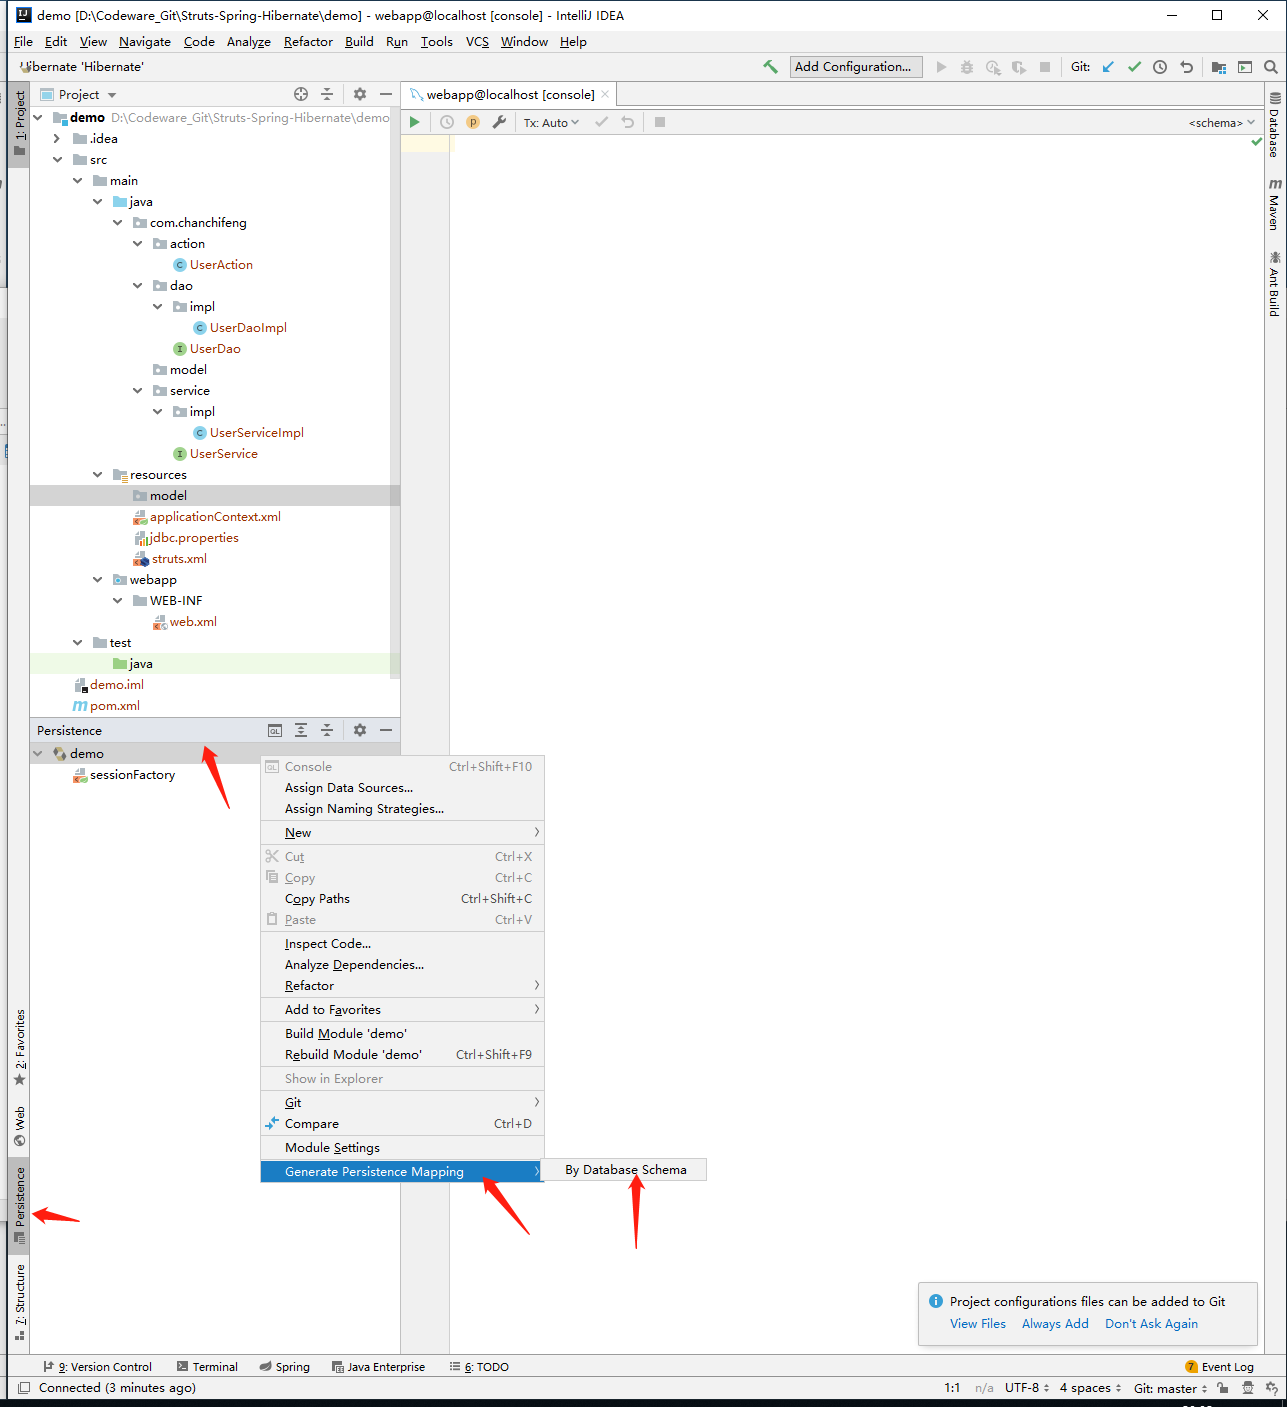 demo [D:\Codeware_Git\Struts-Spring-Hibernate\demo] - webapp@localhost [console] - IntelliJ IDEA
File Edit View Navigate Code Analyze Refactor Build Run Tools VCS Window Help
Hibernate 'Hibernate'
Add Configuration...
Git:
Project
webapp@localhost [console]
1: Project
demo D:\Codeware_Git\Struts-Spring-Hibernate\demo
Tx: Auto
<schema>
Database
Maven
Ant Build
.idea
src
main
java
com.chanchifeng
action
UserAction
dao
impl
UserDaoImpl
UserDao
model
service
impl
UserServiceImpl
UserService
resources
model
applicationContext.xml
jdbc.properties
struts.xml
webapp
WEB-INF
web.xml
test
java
demo.iml
pom.xml
Persistence
demo
sessionFactory
Console Ctrl+Shift+F10
Assign Data Sources...
Assign Naming Strategies...
New
Cut Ctrl+X
Copy Ctrl+C
Copy Paths Ctrl+Shift+C
Paste Ctrl+V
Inspect Code...
Analyze Dependencies...
Refactor
Add to Favorites
Build Module 'demo'
Rebuild Module 'demo' Ctrl+Shift+F9
Show in Explorer
Git
Compare Ctrl+D
Module Settings
Generate Persistence Mapping
By Database Schema
2: Favorites
Web
Persistence
7: Structure
Project configurations files can be added to Git
View Files Always Add Don't Ask Again
9: Version Control Terminal Spring Java Enterprise 6: TODO
7 Event Log
Connected (3 minutes ago)
1:1 n/a UTF-8 4 spaces Git: master